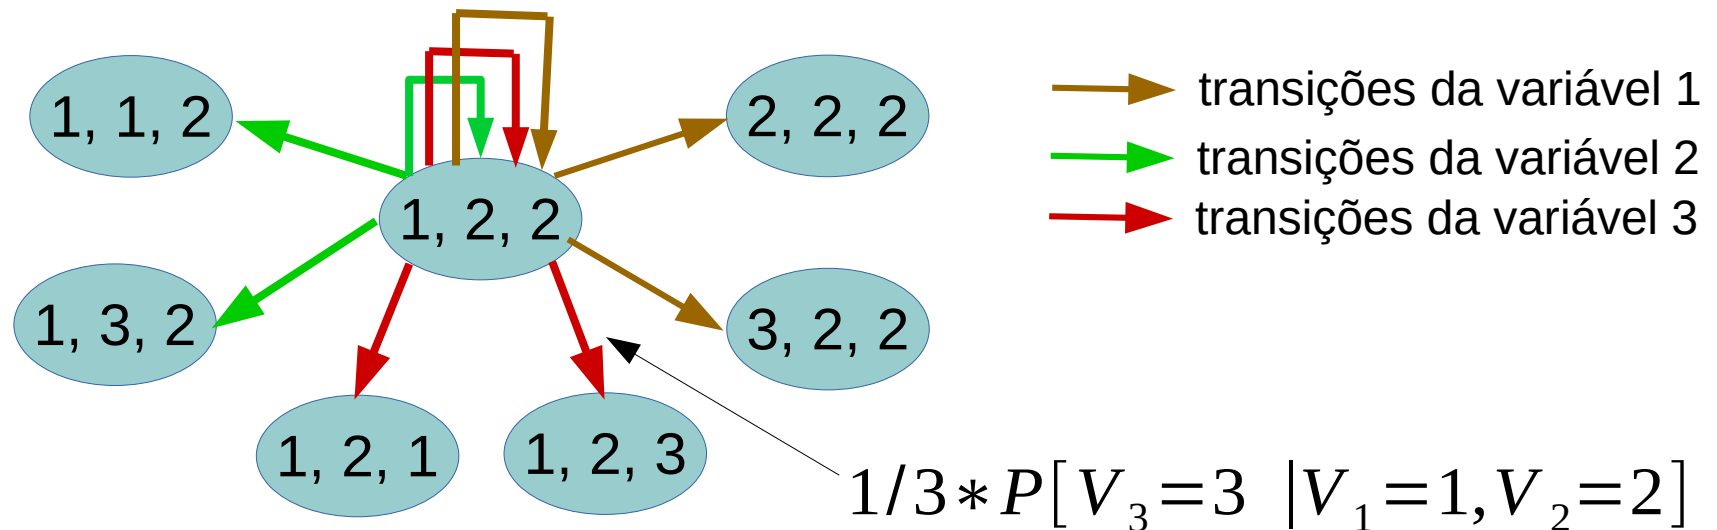 1, 1, 2
2, 2, 2
1, 2, 2
1, 3, 2
3, 2, 2
1, 2, 1
1, 2, 3
transições da variável 1
transições da variável 2
transições da variável 3
1/3∗P[V₃=3 |V₁=1,V₂=2]